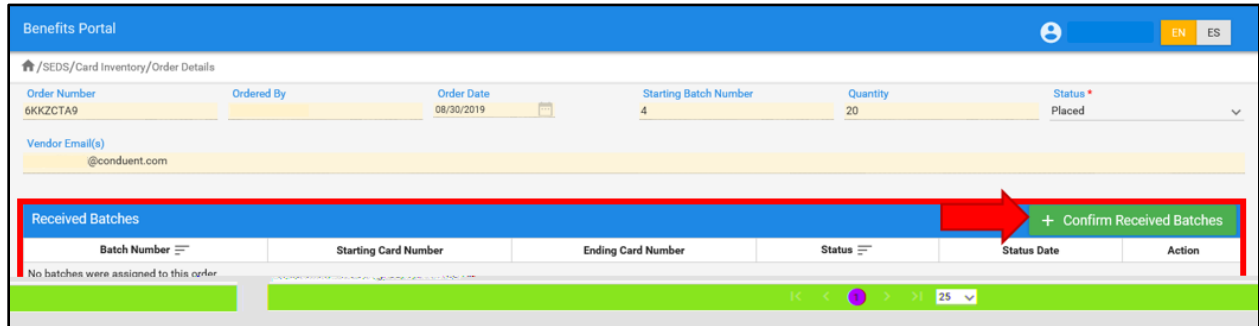 Benefits Portal
EN ES
/SEDS/Card Inventory/Order Details
Order Number Ordered By Order Date Starting Batch Number Quantity Status *
6KKZCTA9 08/30/2019 4 20 Placed
Vendor Email(s)
@conduent.com
Received Batches + Confirm Received Batches
Batch Number Starting Card Number Ending Card Number Status Status Date Action
No batches were assigned to this order
25